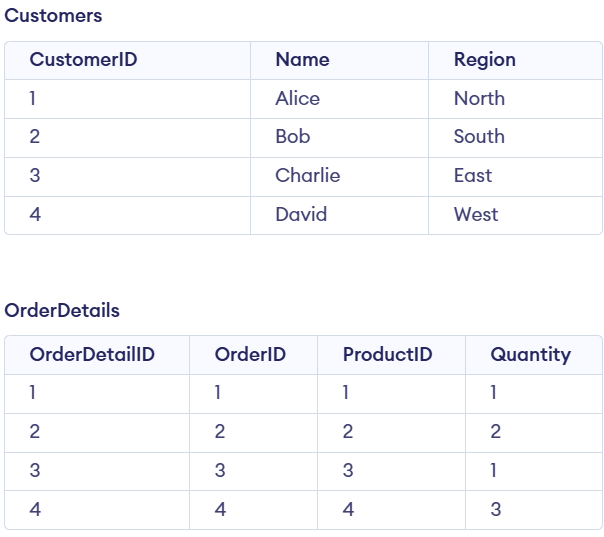 Customers
CustomerID Name Region
1 Alice North
2 Bob South
3 Charlie East
4 David West
OrderDetails
OrderDetailID OrderID ProductID Quantity
1 1 1 1
2 2 2 2
3 3 3 1
4 4 4 3